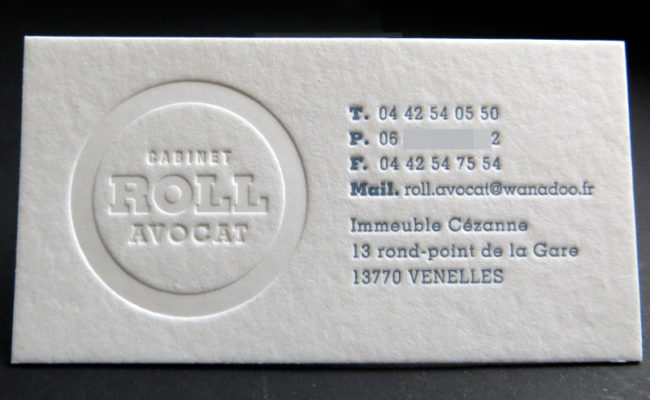 CABINET
ROLL
AVOCAT
T. 04 42 54 05 50
P. 06 2
F. 04 42 54 75 54
Mail. roll.avocat@wanadoo.fr
Immeuble Cézanne
13 rond-point de la Gare
13770 VENELLES